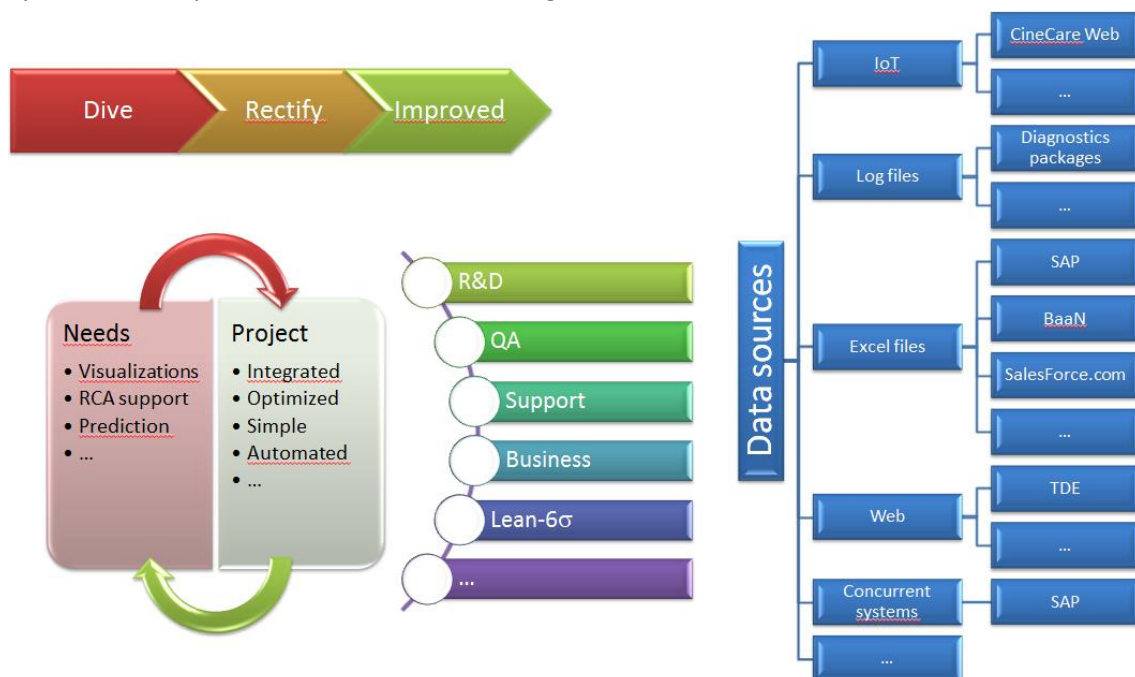 Dive
Rectify
Improved
Needs
• Visualizations
• RCA support
• Prediction
• ...
Project
• Integrated
• Optimized
• Simple
• Automated
• ...
R&D
QA
Support
Business
Lean-6σ
...
Data sources
IoT
CineCare Web
...
Log files
Diagnostics
packages
...
Excel files
SAP
BaaN
SalesForce.com
...
Web
TDE
...
Concurrent
systems
SAP
...